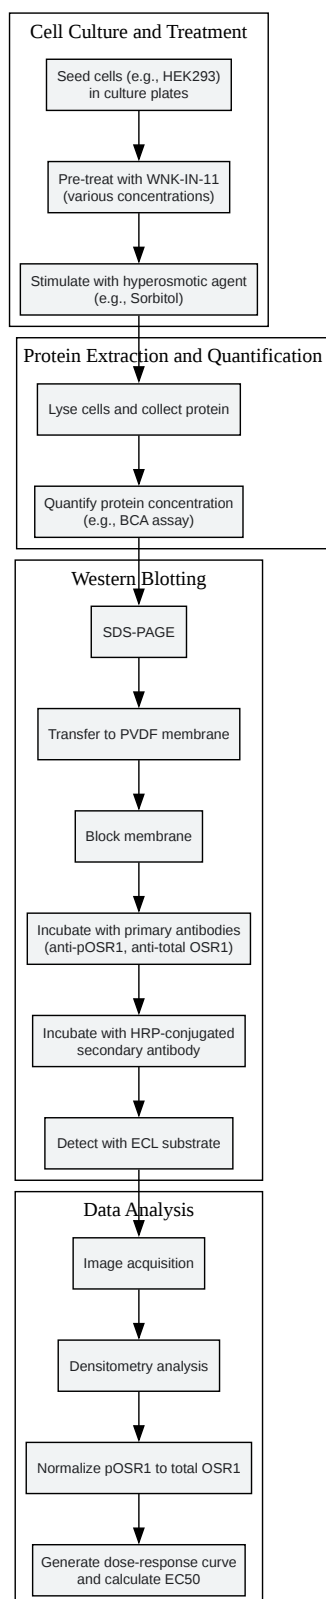 Cell Culture and Treatment
Seed cells (e.g., HEK293)
in culture plates
Pre-treat with WNK-IN-11
(various concentrations)
Stimulate with hyperosmotic agent
(e.g., Sorbitol)
Protein Extraction and Quantification
Lyse cells and collect protein
Quantify protein concentration
(e.g., BCA assay)
Western Blotting
SDS-PAGE
Transfer to PVDF membrane
Block membrane
Incubate with primary antibodies
(anti-pOSR1, anti-total OSR1)
Incubate with HRP-conjugated
secondary antibody
Detect with ECL substrate
Data Analysis
Image acquisition
Densitometry analysis
Normalize pOSR1 to total OSR1
Generate dose-response curve
and calculate EC50